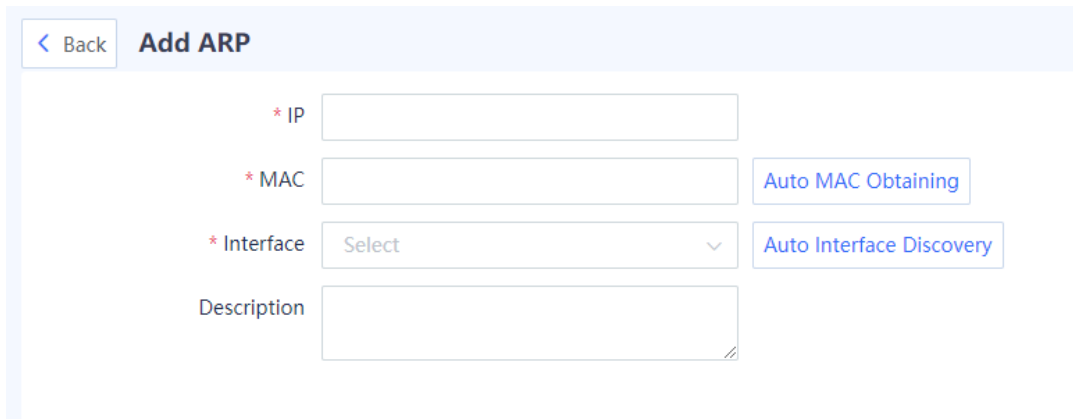 Back Add ARP
* IP
* MAC Auto MAC Obtaining
* Interface Select Auto Interface Discovery
Description